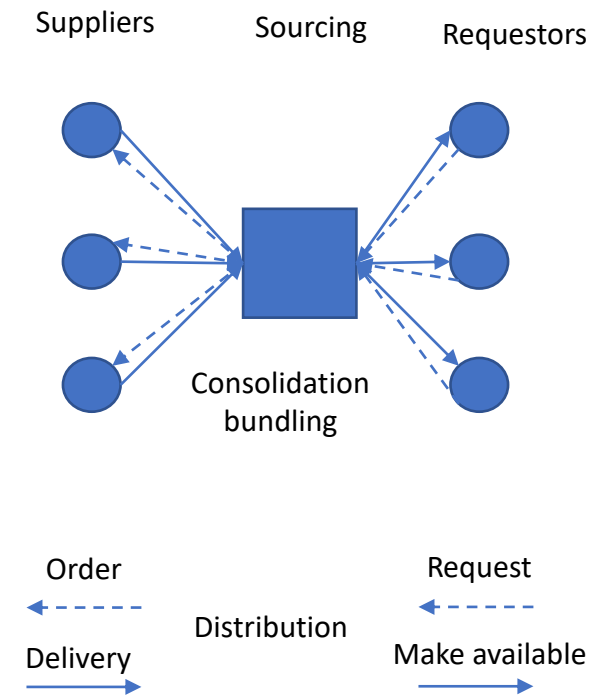 Suppliers
Sourcing
Requestors
Consolidation
bundling
Order
Request
Distribution
Delivery
Make available